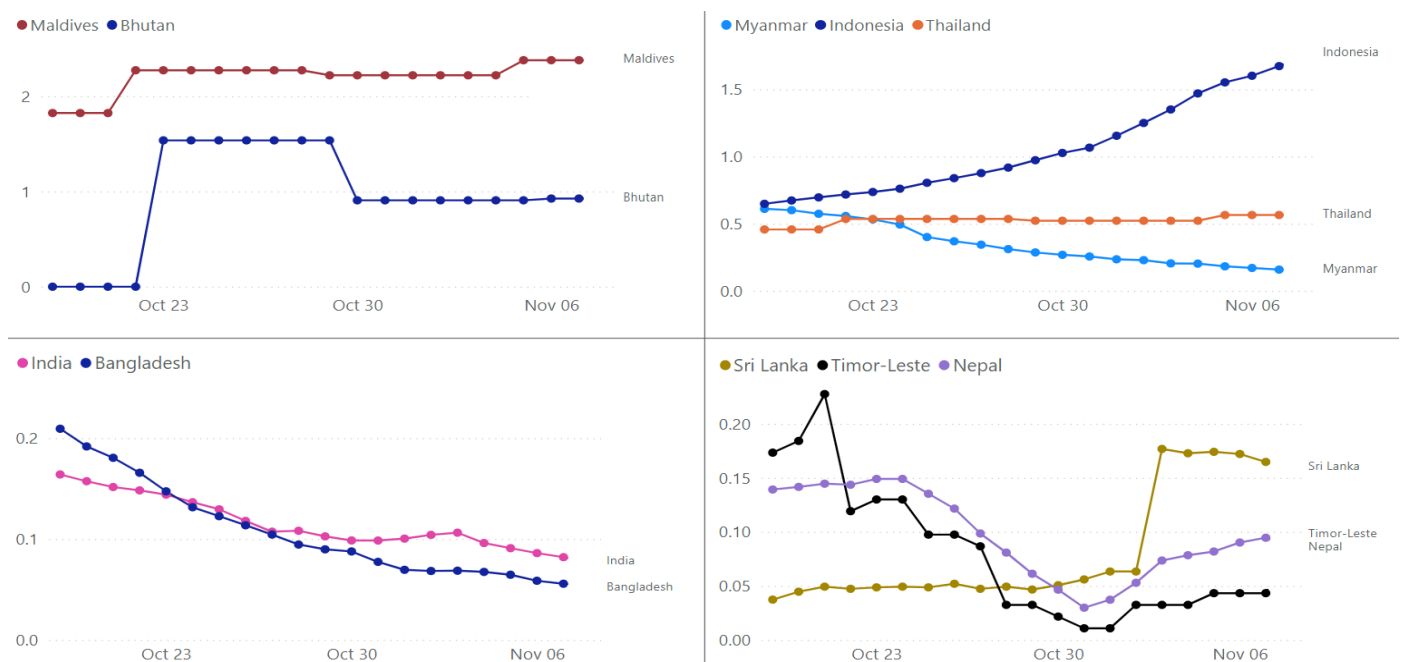 Maldives Bhutan
Maldives
2
1
Bhutan
0
Oct 23 Oct 30 Nov 06
Myanmar Indonesia Thailand
Indonesia
1.5
1.0
Thailand
0.5
Myanmar
0.0
Oct 23 Oct 30 Nov 06
India Bangladesh
0.2
0.1
India
Bangladesh
0.0
Oct 23 Oct 30 Nov 06
Sri Lanka Timor-Leste Nepal
0.20
Sri Lanka
0.15
0.10
Timor-Leste
Nepal
0.05
0.00
Oct 23 Oct 30 Nov 06